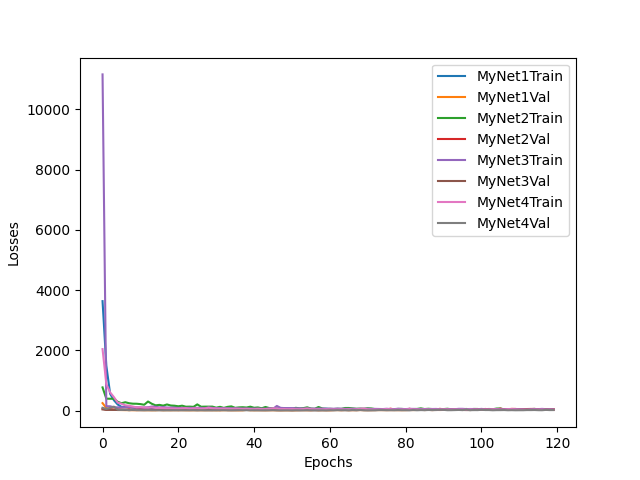 MyNet1Train
MyNet1Val
MyNet2Train
MyNet2Val
MyNet3Train
MyNet3Val
MyNet4Train
MyNet4Val
10000
8000
6000
4000
2000
0
Losses
0 20 40 60 80 100 120
Epochs